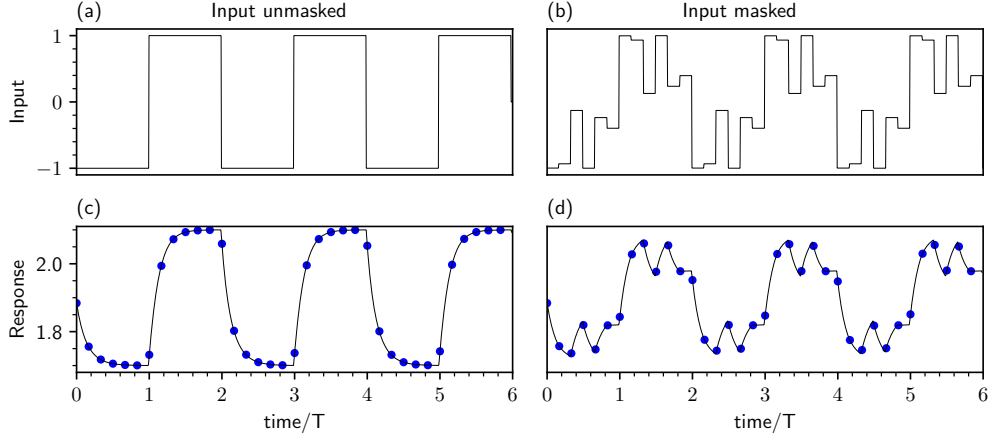 (a) Input unmasked
(b) Input masked
1
0
−1
Input
(c)
(d)
2.0
1.8
Response
0 1 2 3 4 5 6
0 1 2 3 4 5 6
time/T
time/T